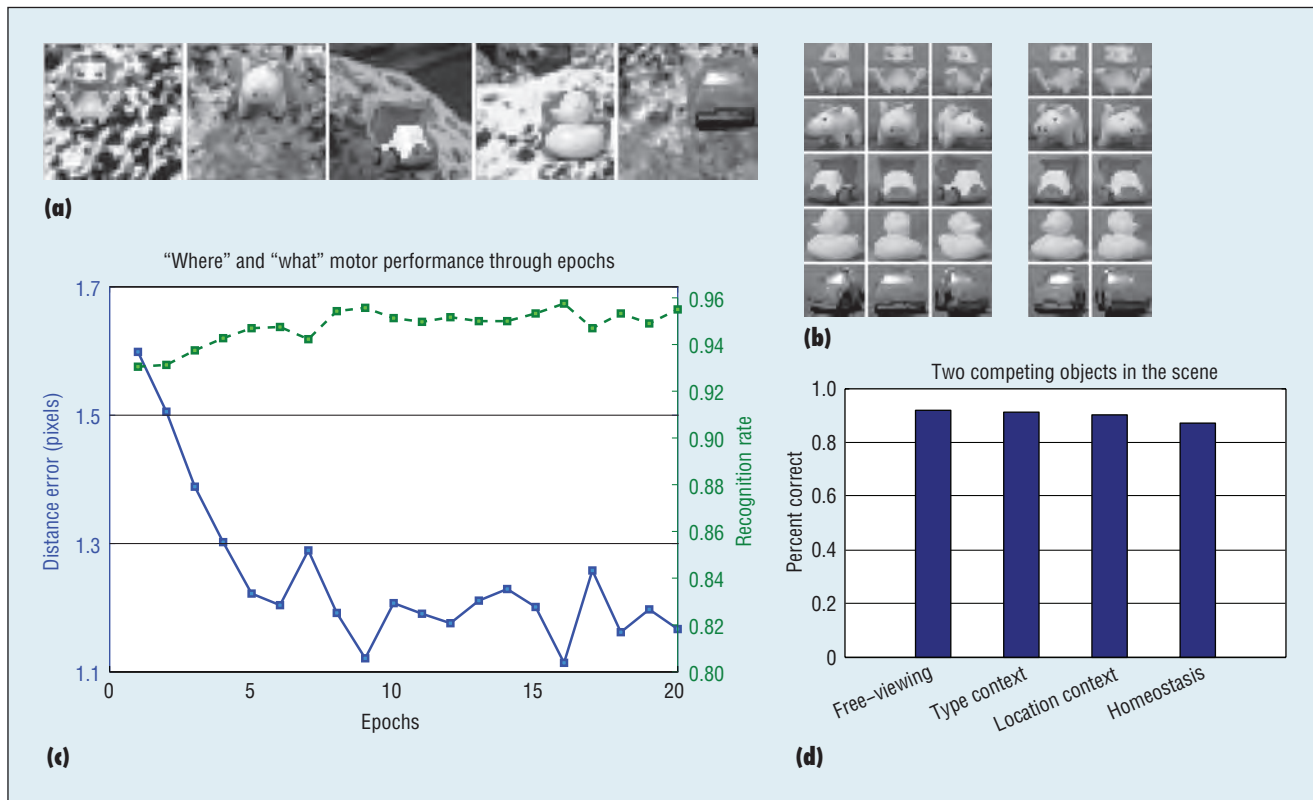 (a)
(b)
"Where" and "what" motor performance through epochs
Distance error (pixels)
1.7
1.5
1.3
1.1
Recognition rate
0.96
0.94
0.92
0.90
0.88
0.86
0.84
0.82
0.80
0 5 10 15 20
Epochs
(c)
Two competing objects in the scene
Percent correct
1.0
0.8
0.6
0.4
0.2
0
Free–viewing
Type context
Location context
Homeostasis
(d)